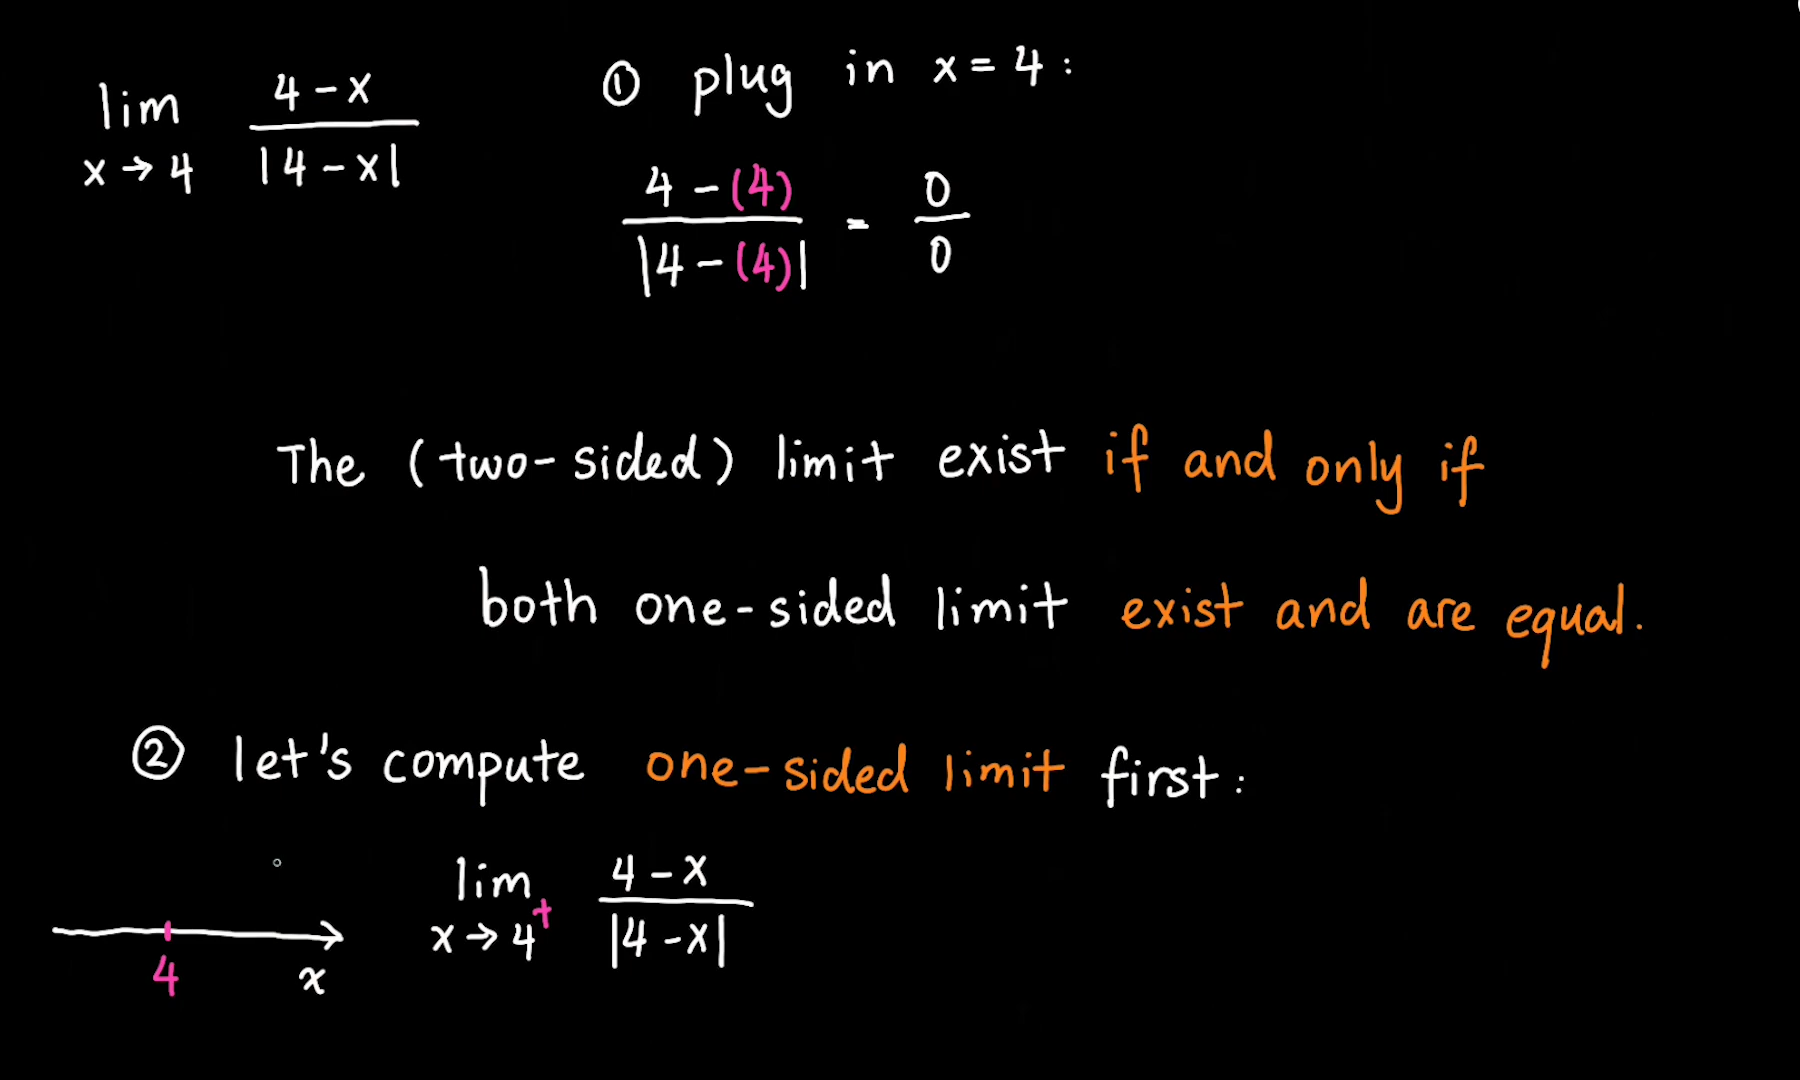 lim x→4 (4-x)/|4-x|
① plug in x = 4:
(4-(4))/|4-(4)| = 0/0
The (two-sided) limit exist if and only if
both one-sided limit exist and are equal.
② let's compute one-sided limit first:
4 x
lim x→4⁺ (4-x)/|4-x|